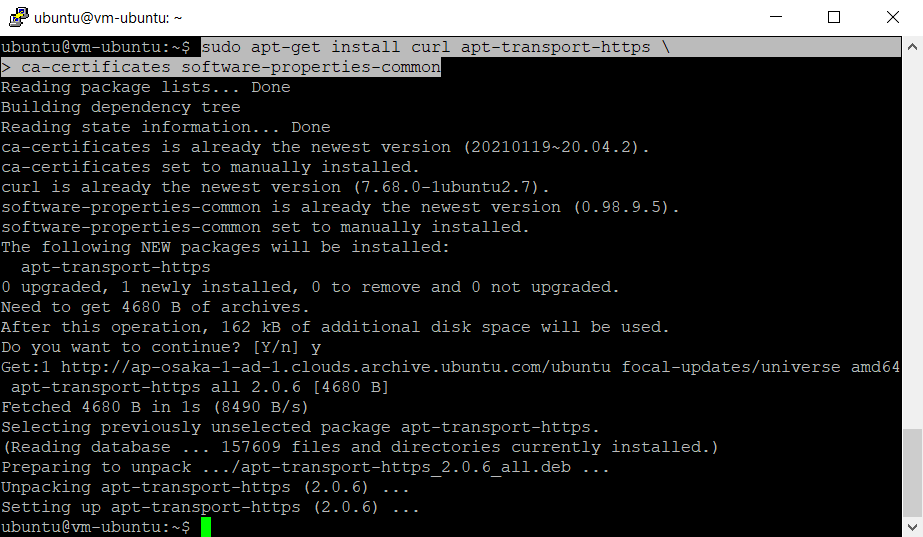 ubuntu@vm-ubuntu: ~
ubuntu@vm-ubuntu:~$ sudo apt-get install curl apt-transport-https \
> ca-certificates software-properties-common
Reading package lists... Done
Building dependency tree
Reading state information... Done
ca-certificates is already the newest version (20210119~20.04.2).
ca-certificates set to manually installed.
curl is already the newest version (7.68.0-1ubuntu2.7).
software-properties-common is already the newest version (0.98.9.5).
software-properties-common set to manually installed.
The following NEW packages will be installed:
  apt-transport-https
0 upgraded, 1 newly installed, 0 to remove and 0 not upgraded.
Need to get 4680 B of archives.
After this operation, 162 kB of additional disk space will be used.
Do you want to continue? [Y/n] y
Get:1 http://ap-osaka-1-ad-1.clouds.archive.ubuntu.com/ubuntu focal-updates/universe amd64
 apt-transport-https all 2.0.6 [4680 B]
Fetched 4680 B in 1s (8490 B/s)
Selecting previously unselected package apt-transport-https.
(Reading database ... 157609 files and directories currently installed.)
Preparing to unpack .../apt-transport-https_2.0.6_all.deb ...
Unpacking apt-transport-https (2.0.6) ...
Setting up apt-transport-https (2.0.6) ...
ubuntu@vm-ubuntu:~$